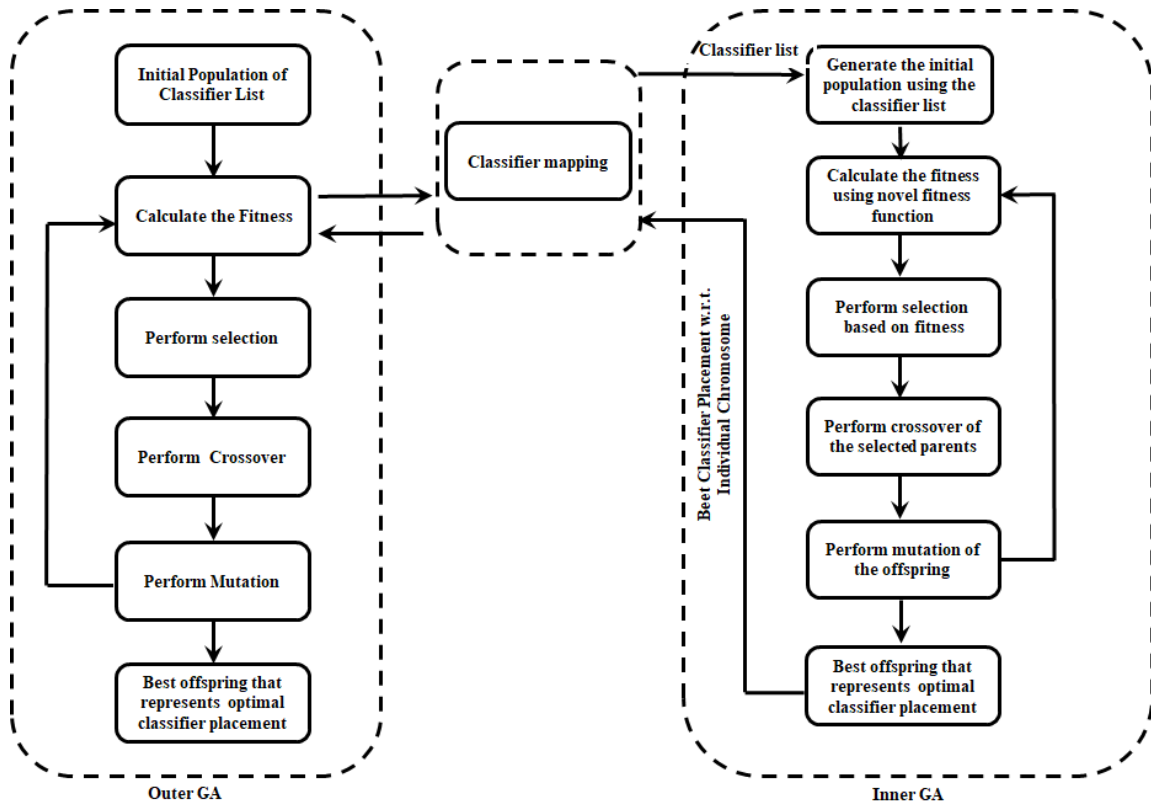 Initial Population of
Classifier List
Calculate the Fitness
Perform selection
Perform Crossover
Perform Mutation
Best offspring that
represents optimal
classifier placement
Outer GA
Classifier mapping
Classifier list
Beet Classifier Placement w.r.t.
Individual Chromosome
Generate the initial
population using the
classifier list
Calculate the fitness
using novel fitness
function
Perform selection
based on fitness
Perform crossover of
the selected parents
Perform mutation of
the offspring
Best offspring that
represents optimal
classifier placement
Inner GA